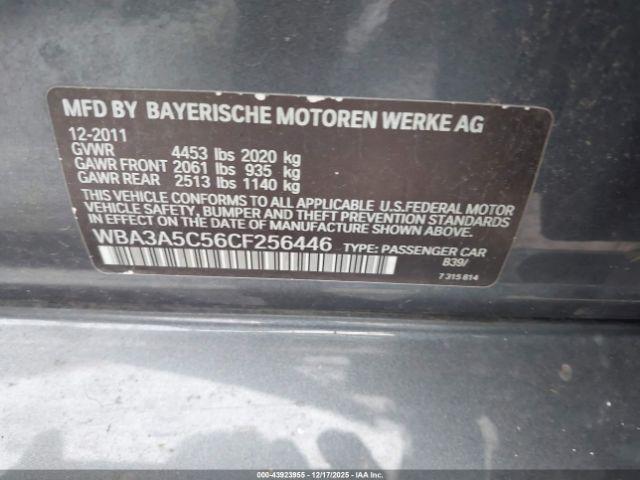 MFD BY BAYERISCHE MOTOREN WERKE AG
12-2011
GVWR 4453 lbs 2020 kg
GAWR FRONT 2061 lbs 935 kg
GAWR REAR 2513 lbs 1140 kg
THIS VEHICLE CONFORMS TO ALL APPLICABLE U.S.FEDERAL MOTOR
VEHICLE SAFETY, BUMPER AND THEFT PREVENTION STANDARDS
IN EFFECT ON THE DATE OF MANUFACTURE SHOWN ABOVE.
WBA3A5C56CF256446 TYPE: PASSENGER CAR
B39/
7 315 814
000-43923955 | 12/17/2025 | © IAA Holdings, LLC